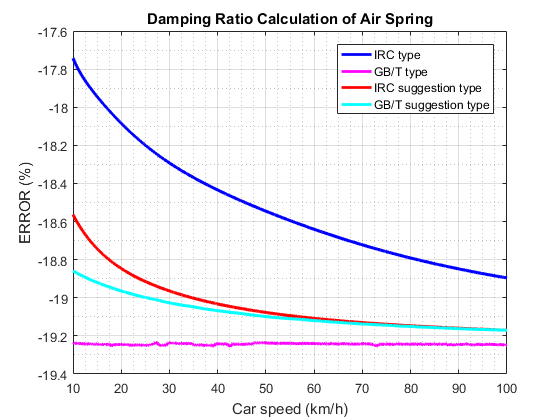 Damping Ratio Calculation of Air Spring
-17.6
-17.8
-18
-18.2
-18.4
-18.6
-18.8
-19
-19.2
-19.4
ERROR (%)
IRC type
GB/T type
IRC suggestion type
GB/T suggestion type
10 20 30 40 50 60 70 80 90 100
Car speed (km/h)